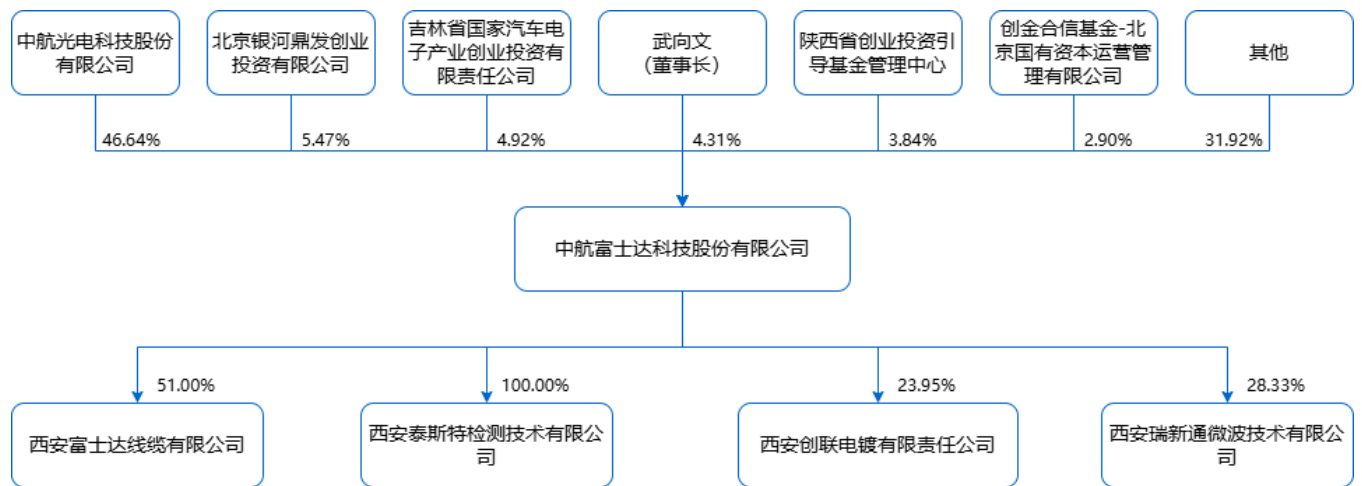 中航光电科技股份
有限公司
北京银河鼎发创业
投资有限公司
吉林省国家汽车电
子产业创业投资有
限责任公司
武向文
（董事长）
陕西省创业投资引
导基金管理中心
创金合信基金-北
京国有资本运营管
理有限公司
其他
46.64%
5.47%
4.92%
4.31%
3.84%
2.90%
31.92%
中航富士达科技股份有限公司
51.00%
100.00%
23.95%
28.33%
西安富士达线缆有限公司
西安泰斯特检测技术有限公
司
西安创联电镀有限责任公司
西安瑞新通微波技术有限公
司